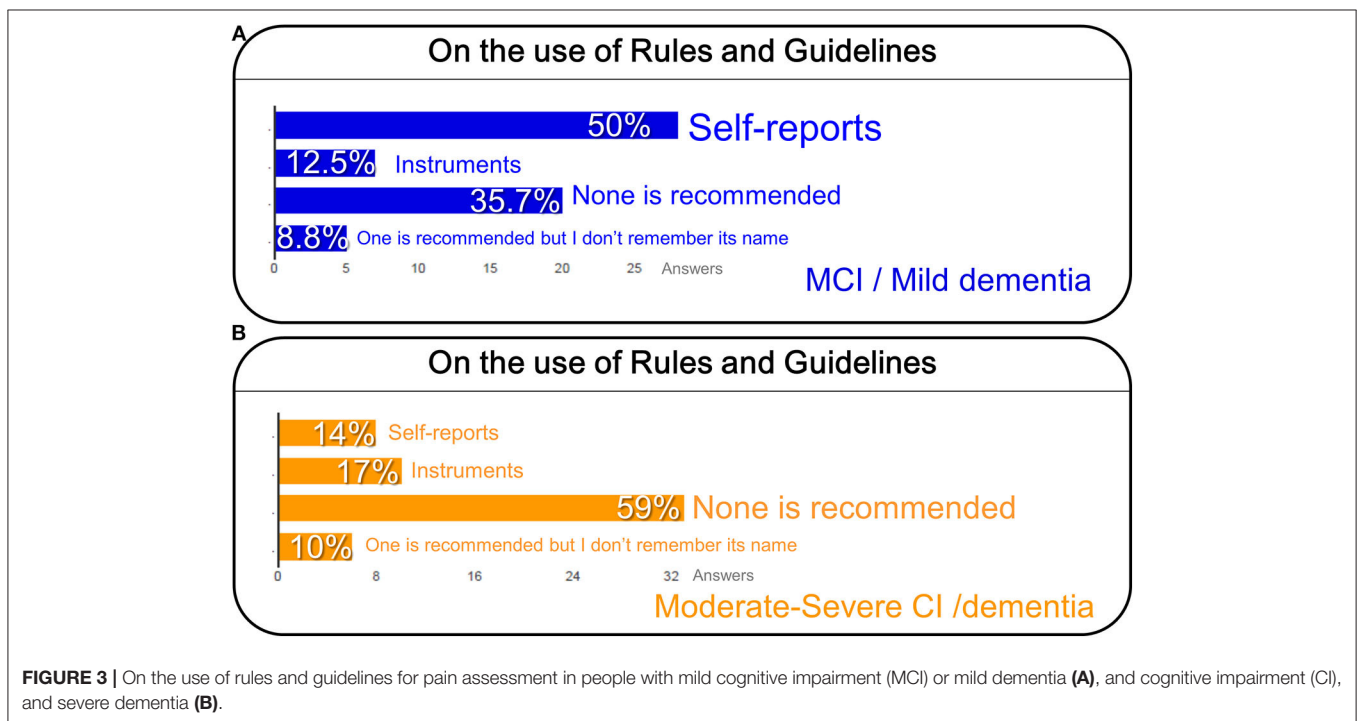 A
On the use of Rules and Guidelines
50% Self-reports
12.5% Instruments
35.7% None is recommended
8.8% One is recommended but I don't remember its name
0 5 10 15 20 25 Answers
MCI / Mild dementia
B
On the use of Rules and Guidelines
14% Self-reports
17% Instruments
59% None is recommended
10% One is recommended but I don't remember its name
0 8 16 24 32 Answers
Moderate-Severe CI /dementia
FIGURE 3 | On the use of rules and guidelines for pain assessment in people with mild cognitive impairment (MCI) or mild dementia (A), and cognitive impairment (CI),
and severe dementia (B).